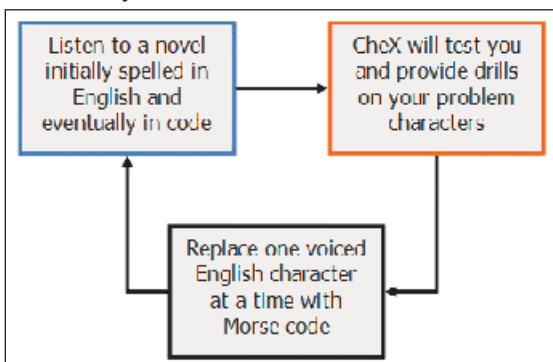 Listen to a novel
initially spelled in
English and
eventually in code
CheX will test you
and provide drills
on your problem
characters
Replace one voiced
English character
at a time with
Morse code